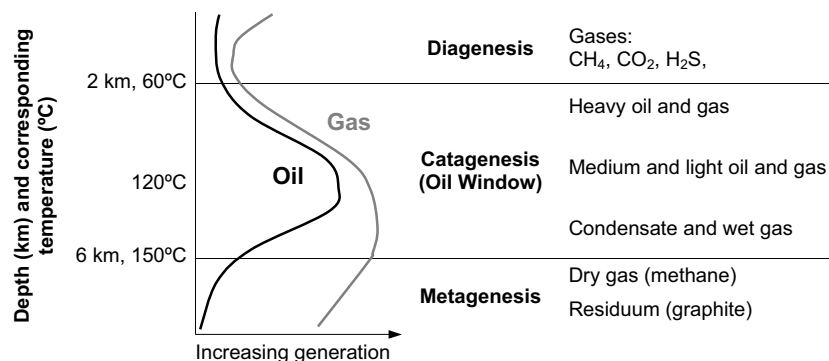 Depth (km) and corresponding
temperature (ºC)
2 km, 60ºC
120ºC
6 km, 150ºC
Oil
Gas
Increasing generation
Diagenesis
Gases:
CH₄, CO₂, H₂S,
Catagenesis
(Oil Window)
Heavy oil and gas
Medium and light oil and gas
Condensate and wet gas
Metagenesis
Dry gas (methane)
Residuum (graphite)